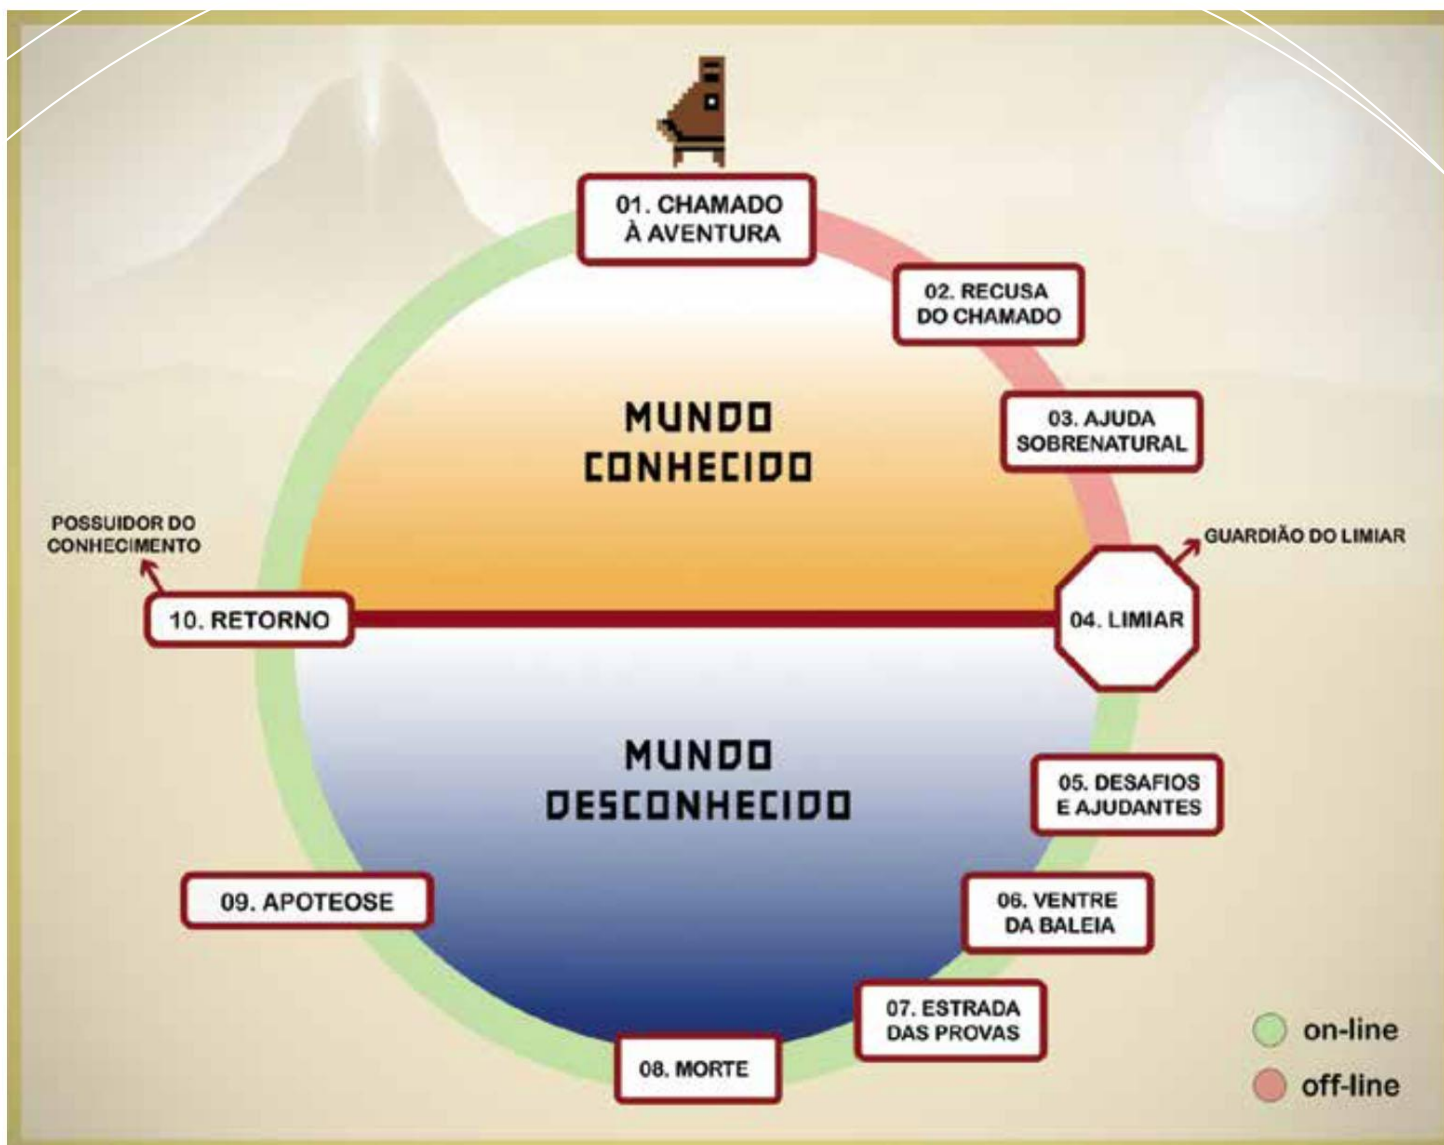 01. CHAMADO
À AVENTURA
02. RECUSA
DO CHAMADO
03. AJUDA
SOBRENATURAL
MUNDO
CONHECIDO
POSSUIDOR DO
CONHECIMENTO
GUARDIÃO DO LIMIAR
10. RETORNO
04. LIMIAR
MUNDO
DESCONHECIDO
05. DESAFIOS
E AJUDANTES
09. APOTEOSE
06. VENTRE
DA BALEIA
07. ESTRADA
DAS PROVAS
08. MORTE
on-line
off-line